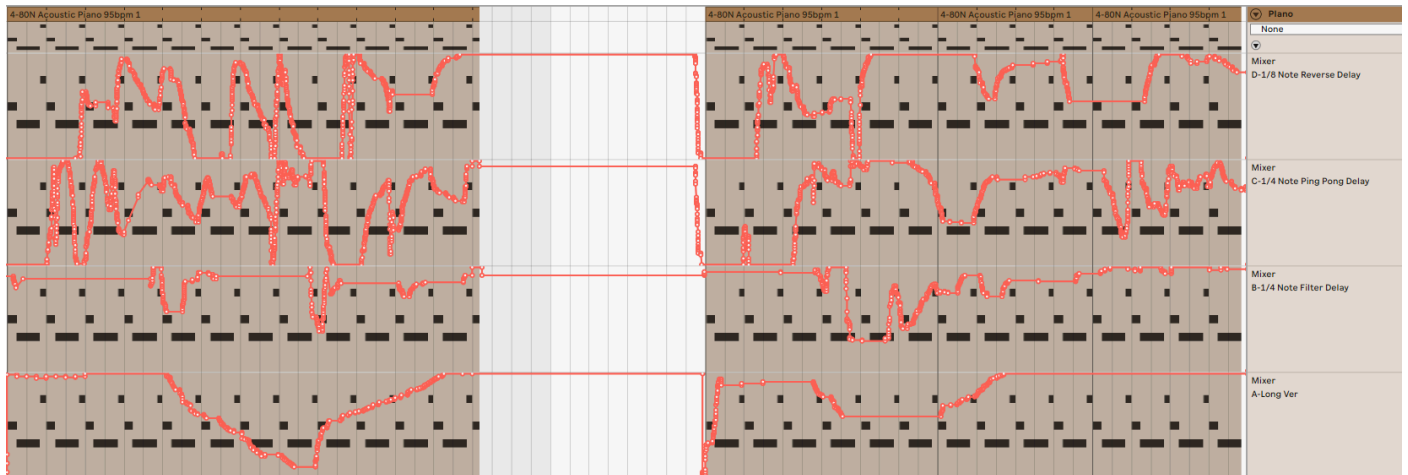 4-80N Acoustic Piano 95bpm 1
4-80N Acoustic Piano 95bpm 1
4-80N Acoustic Piano 95bpm 1
4-80N Acoustic Piano 95bpm 1
Piano
None
Mixer
D-1/8 Note Reverse Delay
Mixer
C-1/4 Note Ping Pong Delay
Mixer
B-1/4 Note Filter Delay
Mixer
A-Long Ver